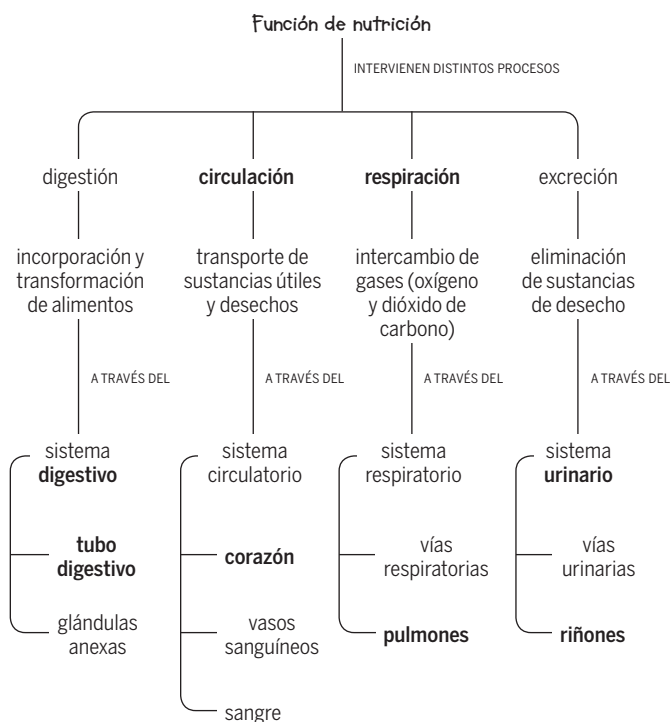 Función de nutrición
INTERVIENEN DISTINTOS PROCESOS
digestión
circulación
respiración
excreción
incorporación y
transformación
de alimentos
transporte de
sustancias útiles
y desechos
intercambio de
gases (oxígeno
y dióxido de
carbono)
eliminación
de sustancias
de desecho
A TRAVÉS DEL
A TRAVÉS DEL
A TRAVÉS DEL
A TRAVÉS DEL
sistema
digestivo
tubo
digestivo
glándulas
anexas
sistema
circulatorio
corazón
vasos
sanguíneos
sangre
sistema
respiratorio
vías
respiratorias
pulmones
sistema
urinario
vías
urinarias
riñones